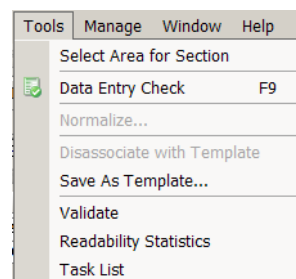 Tools Manage Window Help
Select Area for Section
Data Entry Check F9
Normalize...
Disassociate with Template
Save As Template...
Validate
Readability Statistics
Task List